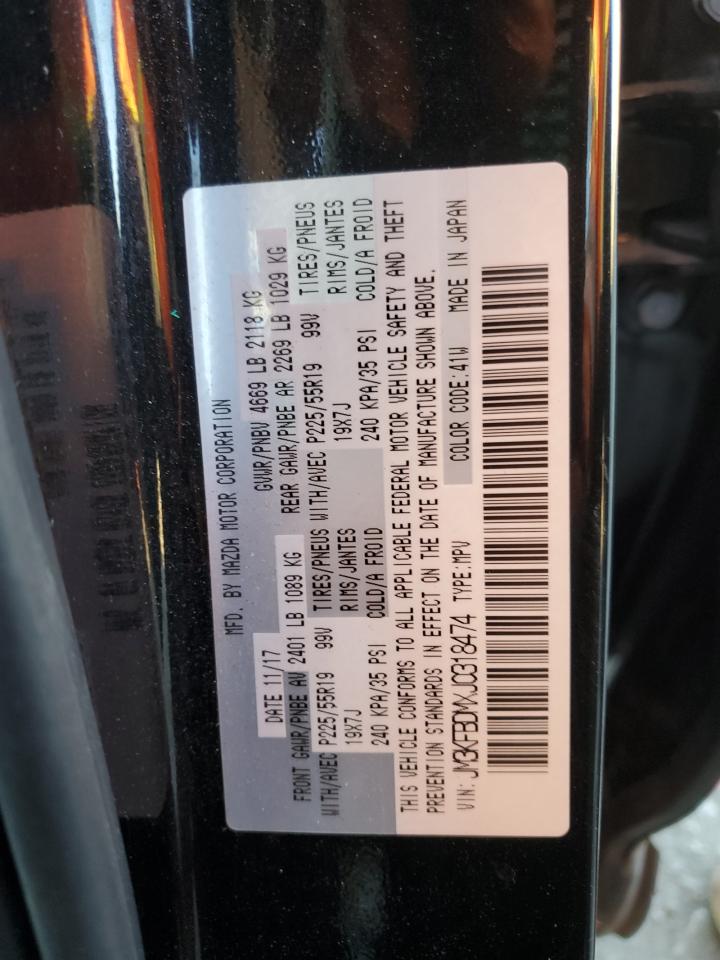 MFD. BY MAZDA MOTOR CORPORATION
DATE 11/17 GVWR/PNBV 4669 LB 2118 KG
FRONT GAWR/PNBE AV 2401 LB 1089 KG REAR GAWR/PNBE AR 2269 LB 1029 KG
WITH/AVEC P225/55R19 99V TIRES/PNEUS WITH/AVEC P225/55R19 99V TIRES/PNEUS
19X7J RIMS/JANTES 19X7J RIMS/JANTES
240 KPA/35 PSI COLD/A FROID 240 KPA/35 PSI COLD/A FROID
THIS VEHICLE CONFORMS TO ALL APPLICABLE FEDERAL MOTOR VEHICLE SAFETY AND THEFT
PREVENTION STANDARDS IN EFFECT ON THE DATE OF MANUFACTURE SHOWN ABOVE.
VIN: JM3KFBDMXJ0318474 TYPE:MPV COLOR CODE:41W MADE IN JAPAN